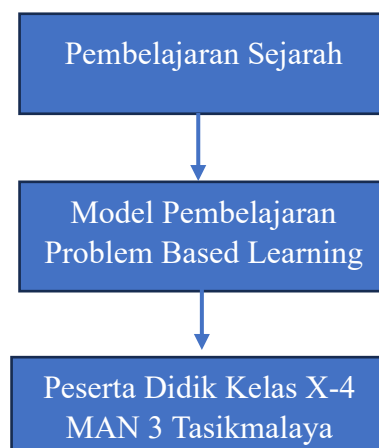 Pembelajaran Sejarah
Model Pembelajaran
Problem Based Learning
Peserta Didik Kelas X-4
MAN 3 Tasikmalaya